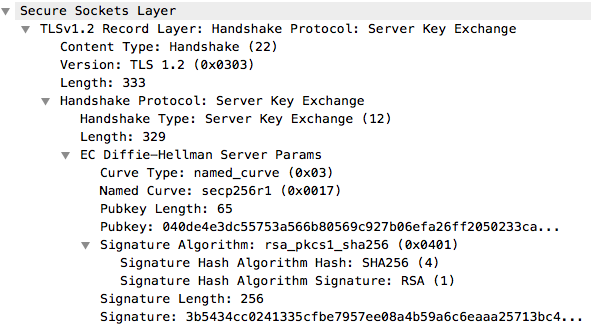 Secure Sockets Layer
TLSv1.2 Record Layer: Handshake Protocol: Server Key Exchange
Content Type: Handshake (22)
Version: TLS 1.2 (0x0303)
Length: 333
Handshake Protocol: Server Key Exchange
Handshake Type: Server Key Exchange (12)
Length: 329
EC Diffie–Hellman Server Params
Curve Type: named_curve (0x03)
Named Curve: secp256r1 (0x0017)
Pubkey Length: 65
Pubkey: 040de4e3dc55753a566b80569c927b06efa26ff2050233ca...
Signature Algorithm: rsa_pkcs1_sha256 (0x0401)
Signature Hash Algorithm Hash: SHA256 (4)
Signature Hash Algorithm Signature: RSA (1)
Signature Length: 256
Signature: 3b5434cc0241335cfbe7957ee08a4b59a6c6eaaa25713bc4...